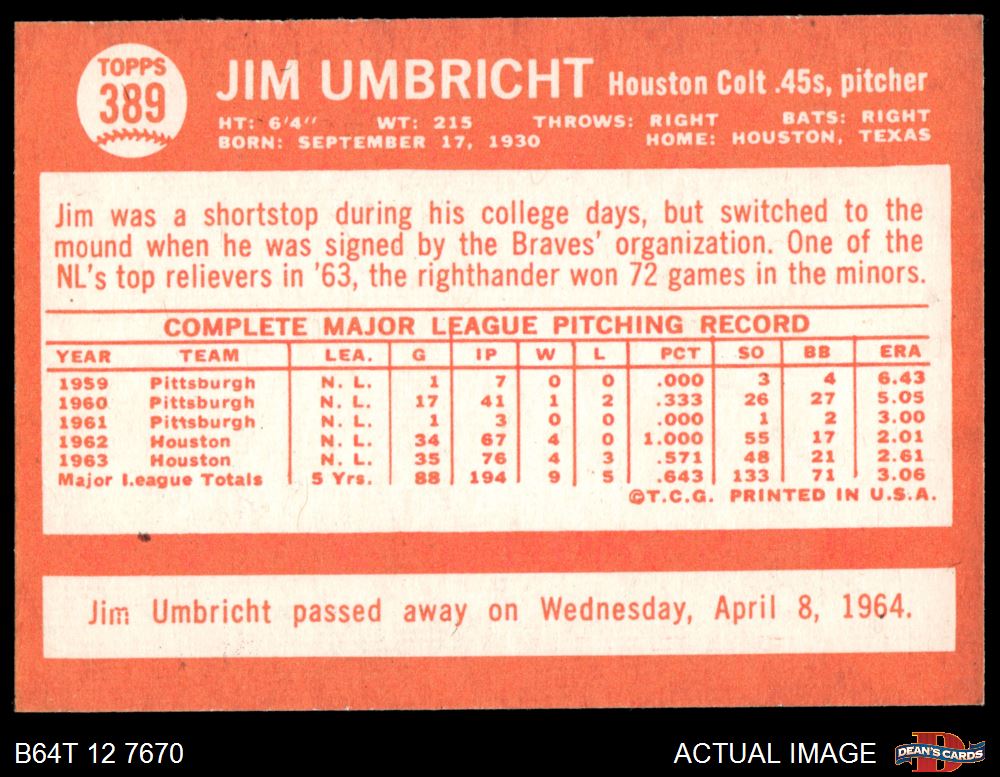 TOPPS
389
JIM UMBRICHT Houston Colt .45s, pitcher
HT: 6'4" WT: 215 THROWS: RIGHT BATS: RIGHT
BORN: SEPTEMBER 17, 1930 HOME: HOUSTON, TEXAS
Jim was a shortstop during his college days, but switched to the
mound when he was signed by the Braves' organization. One of the
NL's top relievers in '63, the righthander won 72 games in the minors.
COMPLETE MAJOR LEAGUE PITCHING RECORD
YEAR TEAM LEA. G IP W L PCT SO BB ERA
1959 Pittsburgh N. L. 1 7 0 0 .000 3 4 6.43
1960 Pittsburgh N. L. 17 41 1 2 .333 26 27 5.05
1961 Pittsburgh N. L. 1 3 0 0 .000 1 2 3.00
1962 Houston N. L. 34 67 4 0 1.000 55 17 2.01
1963 Houston N. L. 35 76 4 3 .571 48 21 2.61
Major League Totals 5 Yrs. 88 194 9 5 .643 133 71 3.06
©T.C.G. PRINTED IN U.S.A.
Jim Umbricht passed away on Wednesday, April 8, 1964.
B64T 12 7670 ACTUAL IMAGE DEAN'S CARDS